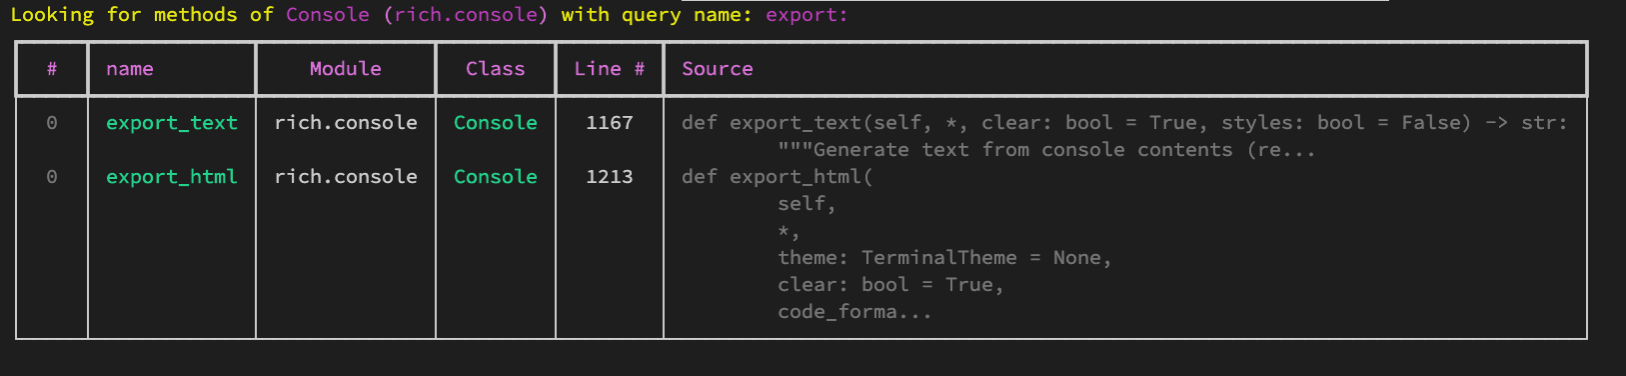 Looking for methods of Console (rich.console) with query name: export:
# name Module Class Line # Source
0 export_text rich.console Console 1167 def export_text(self, *, clear: bool = True, styles: bool = False) -> str:
"""Generate text from console contents (re...
0 export_html rich.console Console 1213 def export_html(
self,
*,
theme: TerminalTheme = None,
clear: bool = True,
code_forma...